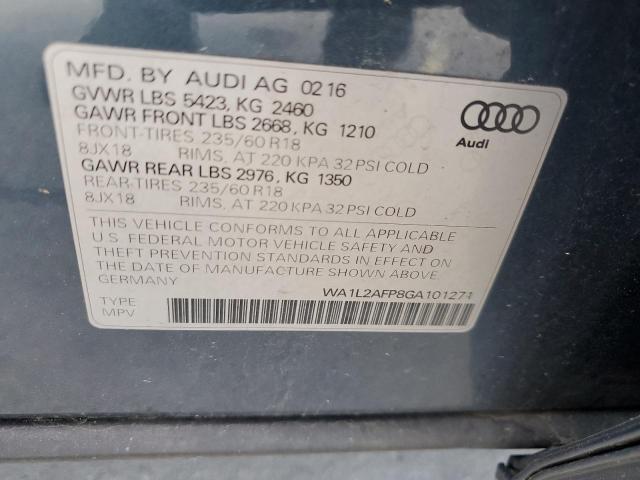 MFD. BY AUDI AG 02 16
GVWR LBS 5423, KG 2460
GAWR FRONT LBS 2668, KG 1210
FRONT-TIRES 235/60 R18
8JX18 RIMS, AT 220 KPA 32 PSI COLD
GAWR REAR LBS 2976, KG 1350
REAR-TIRES 235/60 R18
8JX18 RIMS, AT 220 KPA 32 PSI COLD
Audi
THIS VEHICLE CONFORMS TO ALL APPLICABLE
U.S. FEDERAL MOTOR VEHICLE SAFETY AND
THEFT PREVENTION STANDARDS IN EFFECT ON
THE DATE OF MANUFACTURE SHOWN ABOVE.
GERMANY
WA1L2AFP8GA101271
TYPE
MPV